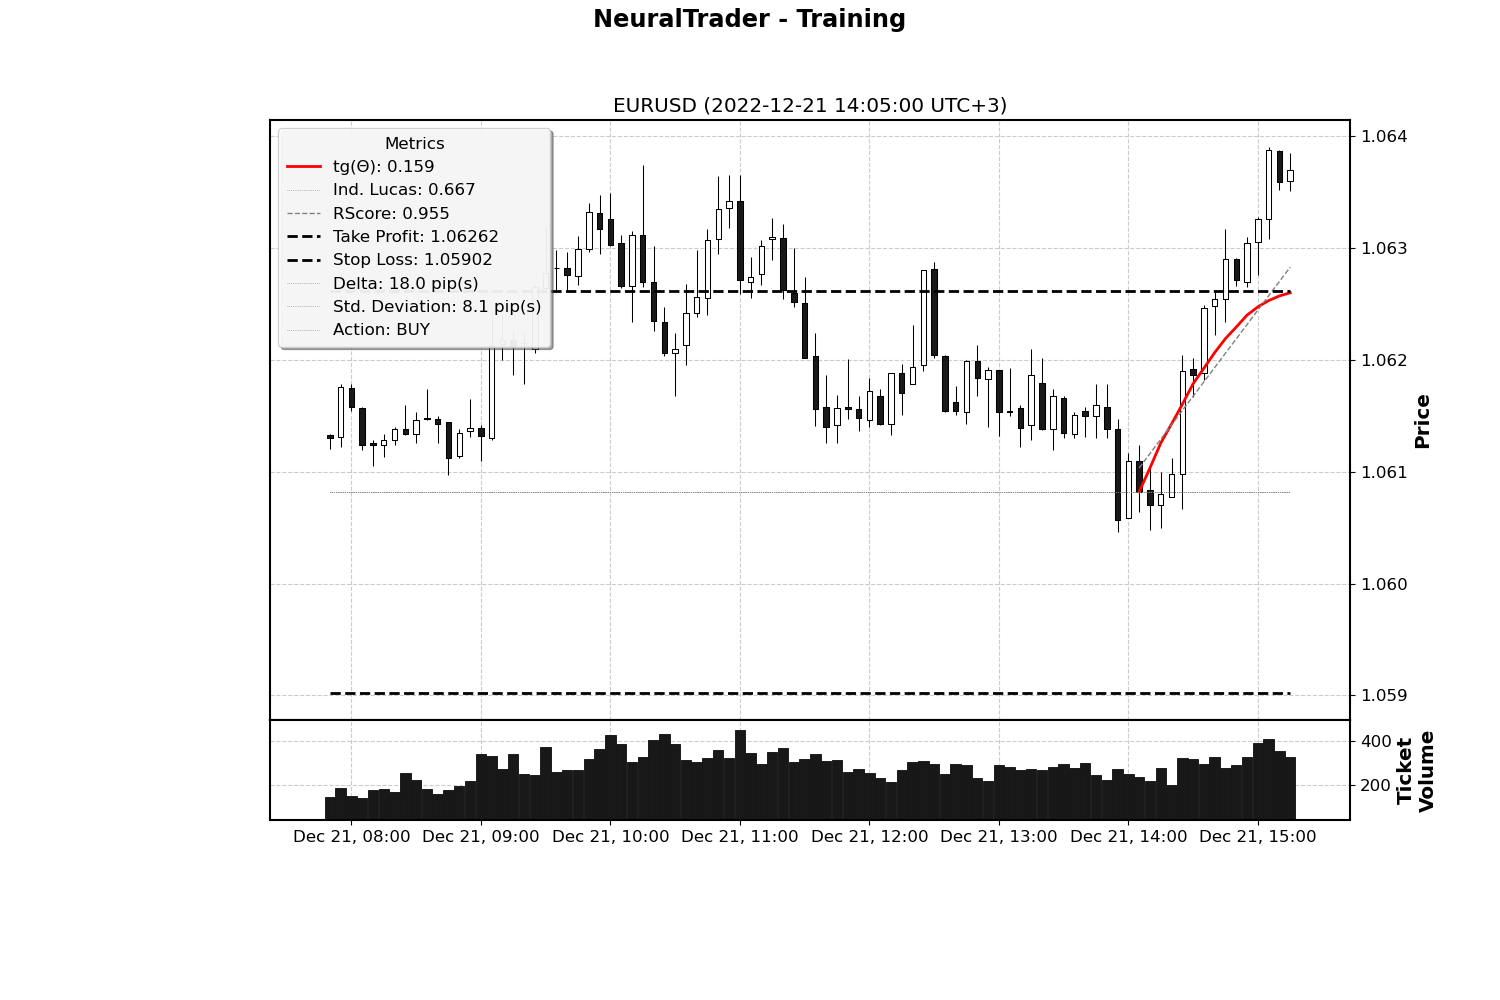 NeuralTrader - Training
EURUSD (2022-12-21 14:05:00 UTC+3)
Metrics
tg(Θ): 0.159
Ind. Lucas: 0.667
RScore: 0.955
Take Profit: 1.06262
Stop Loss: 1.05902
Delta: 18.0 pip(s)
Std. Deviation: 8.1 pip(s)
Action: BUY
1.064
1.063
1.062
1.061
1.060
1.059
Price
400
200
Ticket
Volume
Dec 21, 08:00
Dec 21, 09:00
Dec 21, 10:00
Dec 21, 11:00
Dec 21, 12:00
Dec 21, 13:00
Dec 21, 14:00
Dec 21, 15:00